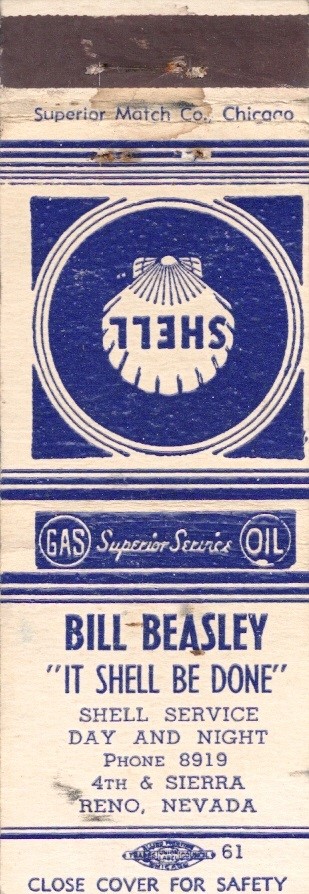 Superior Match Co., Chicago
SHELL
GAS Superior Service OIL
BILL BEASLEY
"IT SHELL BE DONE"
SHELL SERVICE
DAY AND NIGHT
PHONE 8919
4TH & SIERRA
RENO, NEVADA
61
CLOSE COVER FOR SAFETY